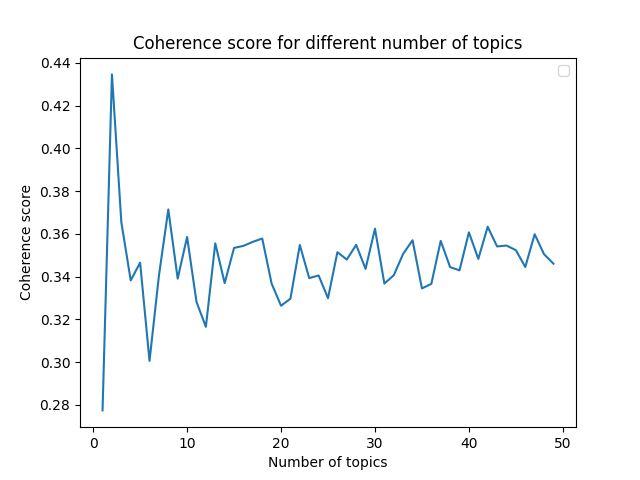 Coherence score for different number of topics
0.44
0.42
0.40
0.38
0.36
0.34
0.32
0.30
0.28
Coherence score
0 10 20 30 40 50
Number of topics